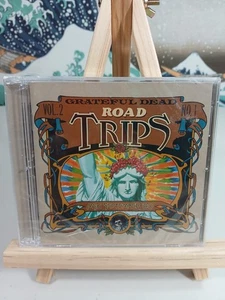 GRATEFUL DEAD
ROAD
VOL. 2
NO. 1
TRIPS